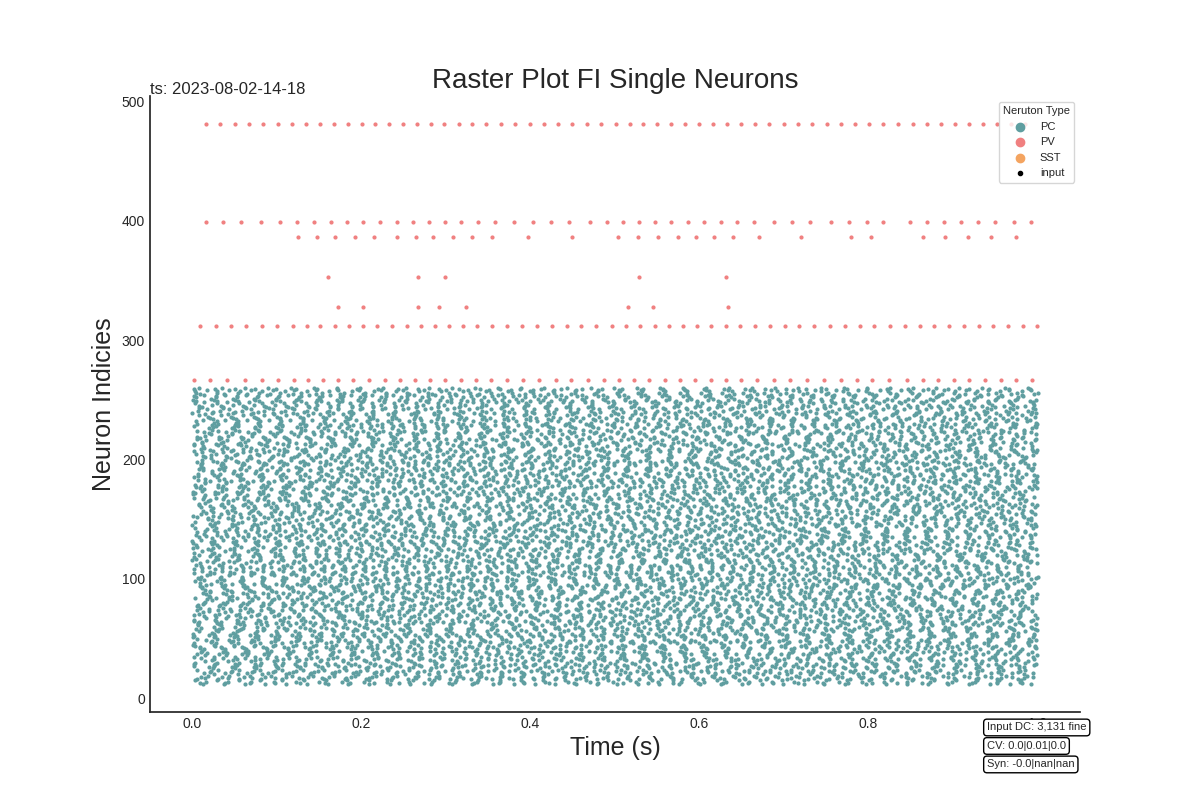 Raster Plot FI Single Neurons
ts: 2023-08-02-14-18
Neruton Type
PC
PV
SST
input
500
400
300
200
100
0
Neuron Indicies
0.0 0.2 0.4 0.6 0.8
Time (s)
Input DC: 3,131 fine
CV: 0.0|0.01|0.0
Syn: -0.0|nan|nan